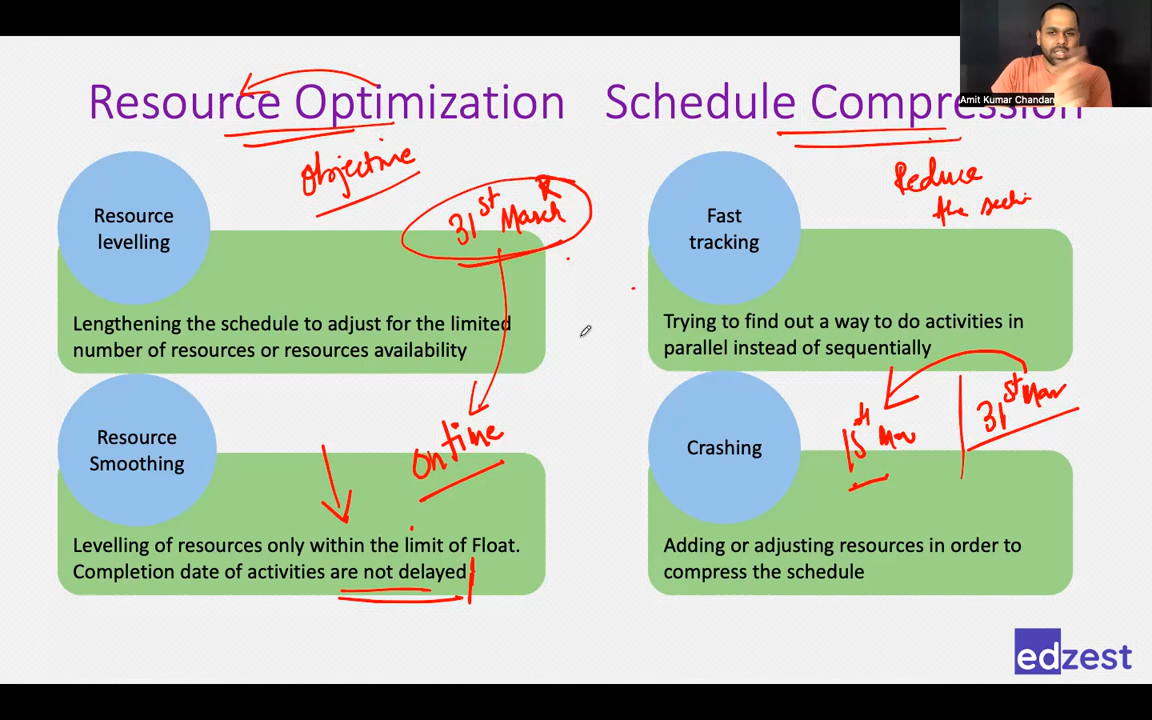 Resource Optimization
Objective
31st March
Resource
levelling
Lengthening the schedule to adjust for the limited
number of resources or resources availability
Resource
Smoothing
On time
Levelling of resources only within the limit of Float.
Completion date of activities are not delayed
Schedule Compression
Amit Kumar Chandan
Reduce
the
Fast
tracking
Trying to find out a way to do activities in
parallel instead of sequentially
Crashing
15th Mar
31st Mar
Adding or adjusting resources in order to
compress the schedule
edzest